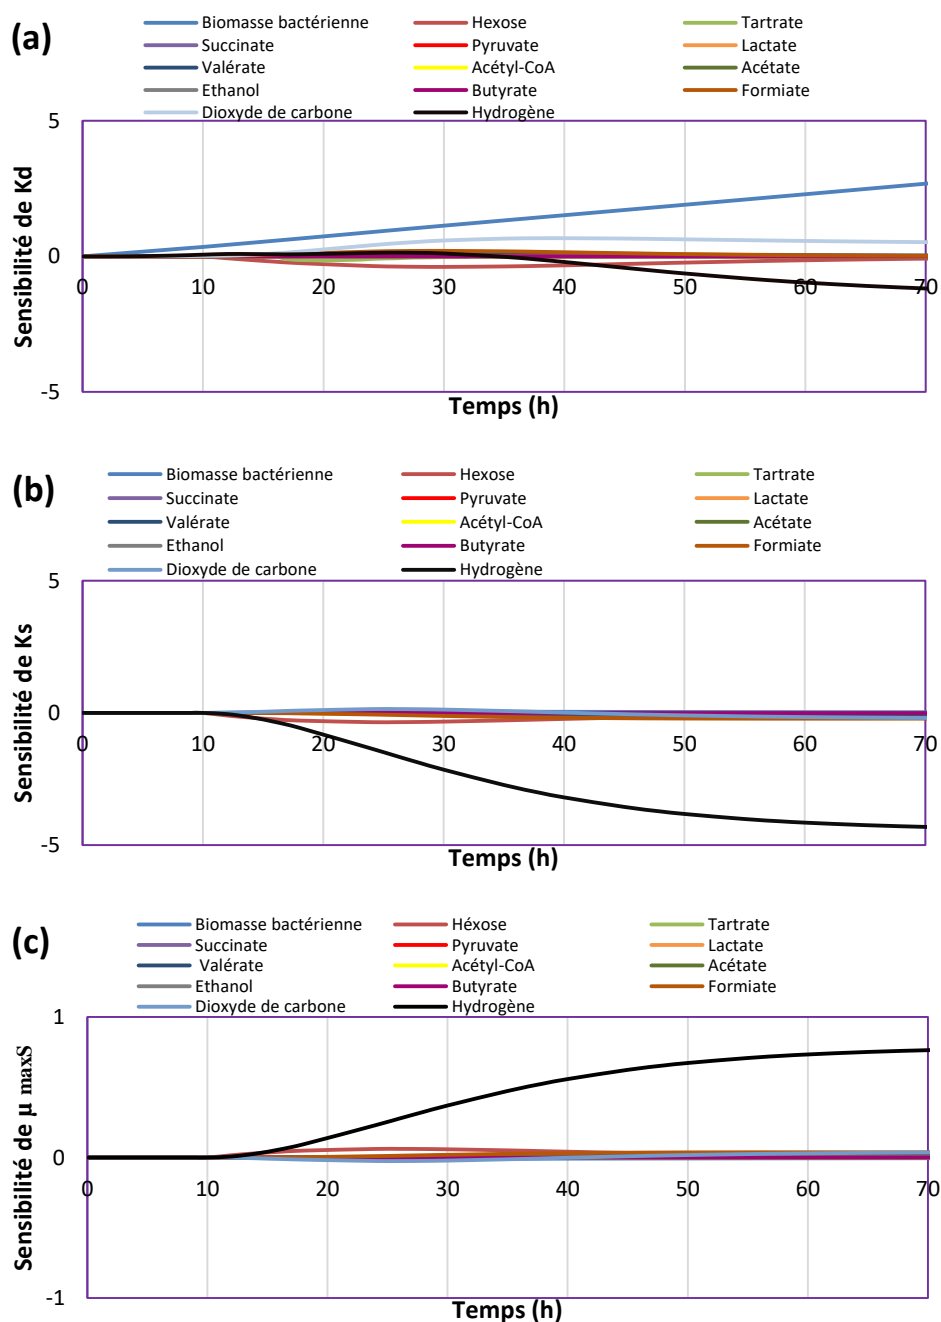 (a)
Biomasse bactérienne Hexose Tartrate
Succinate Pyruvate Lactate
Valérate Acétyl-CoA Acétate
Ethanol Butyrate Formiate
Dioxyde de carbone Hydrogène
Sensibilité de Kd
5
0
-5
0 10 20 30 40 50 60 70
Temps (h)
(b)
Biomasse bactérienne Hexose Tartrate
Succinate Pyruvate Lactate
Valérate Acétyl-CoA Acétate
Ethanol Butyrate Formiate
Dioxyde de carbone Hydrogène
Sensibilité de Ks
5
0
-5
0 10 20 30 40 50 60 70
Temps (h)
(c)
Biomasse bactérienne Héxose Tartrate
Succinate Pyruvate Lactate
Valérate Acétyl-CoA Acétate
Ethanol Butyrate Formiate
Dioxyde de carbone Hydrogène
Sensibilité de µ maxS
1
0
-1
0 10 20 30 40 50 60 70
Temps (h)